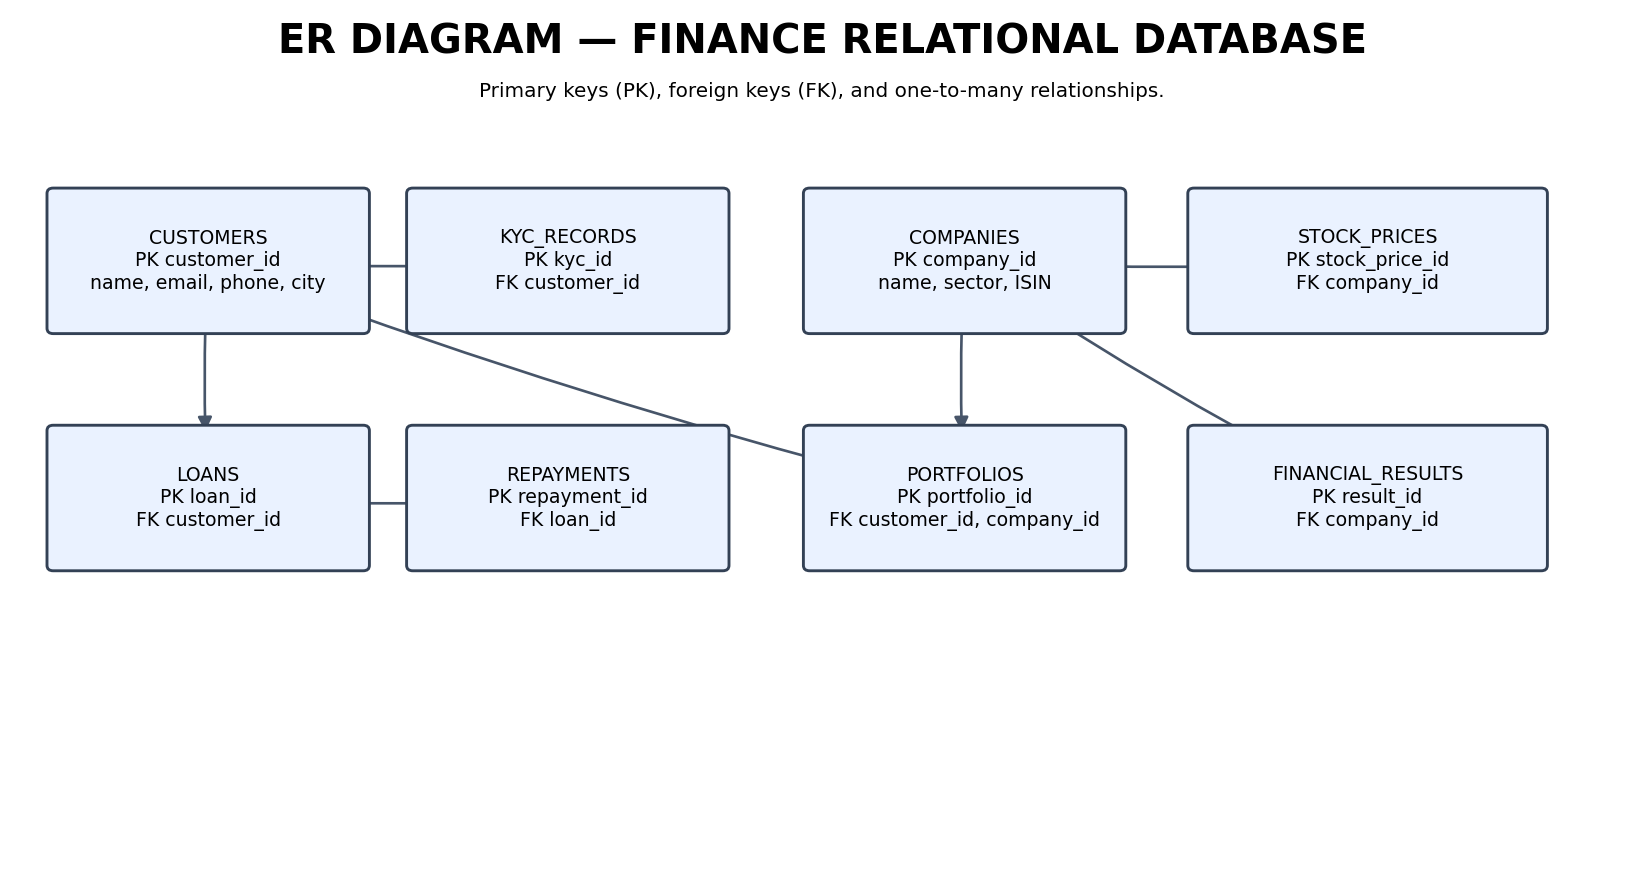 ER DIAGRAM — FINANCE RELATIONAL DATABASE
Primary keys (PK), foreign keys (FK), and one-to-many relationships.
CUSTOMERS
PK customer_id
name, email, phone, city
KYC_RECORDS
PK kyc_id
FK customer_id
COMPANIES
PK company_id
name, sector, ISIN
STOCK_PRICES
PK stock_price_id
FK company_id
LOANS
PK loan_id
FK customer_id
REPAYMENTS
PK repayment_id
FK loan_id
PORTFOLIOS
PK portfolio_id
FK customer_id, company_id
FINANCIAL_RESULTS
PK result_id
FK company_id